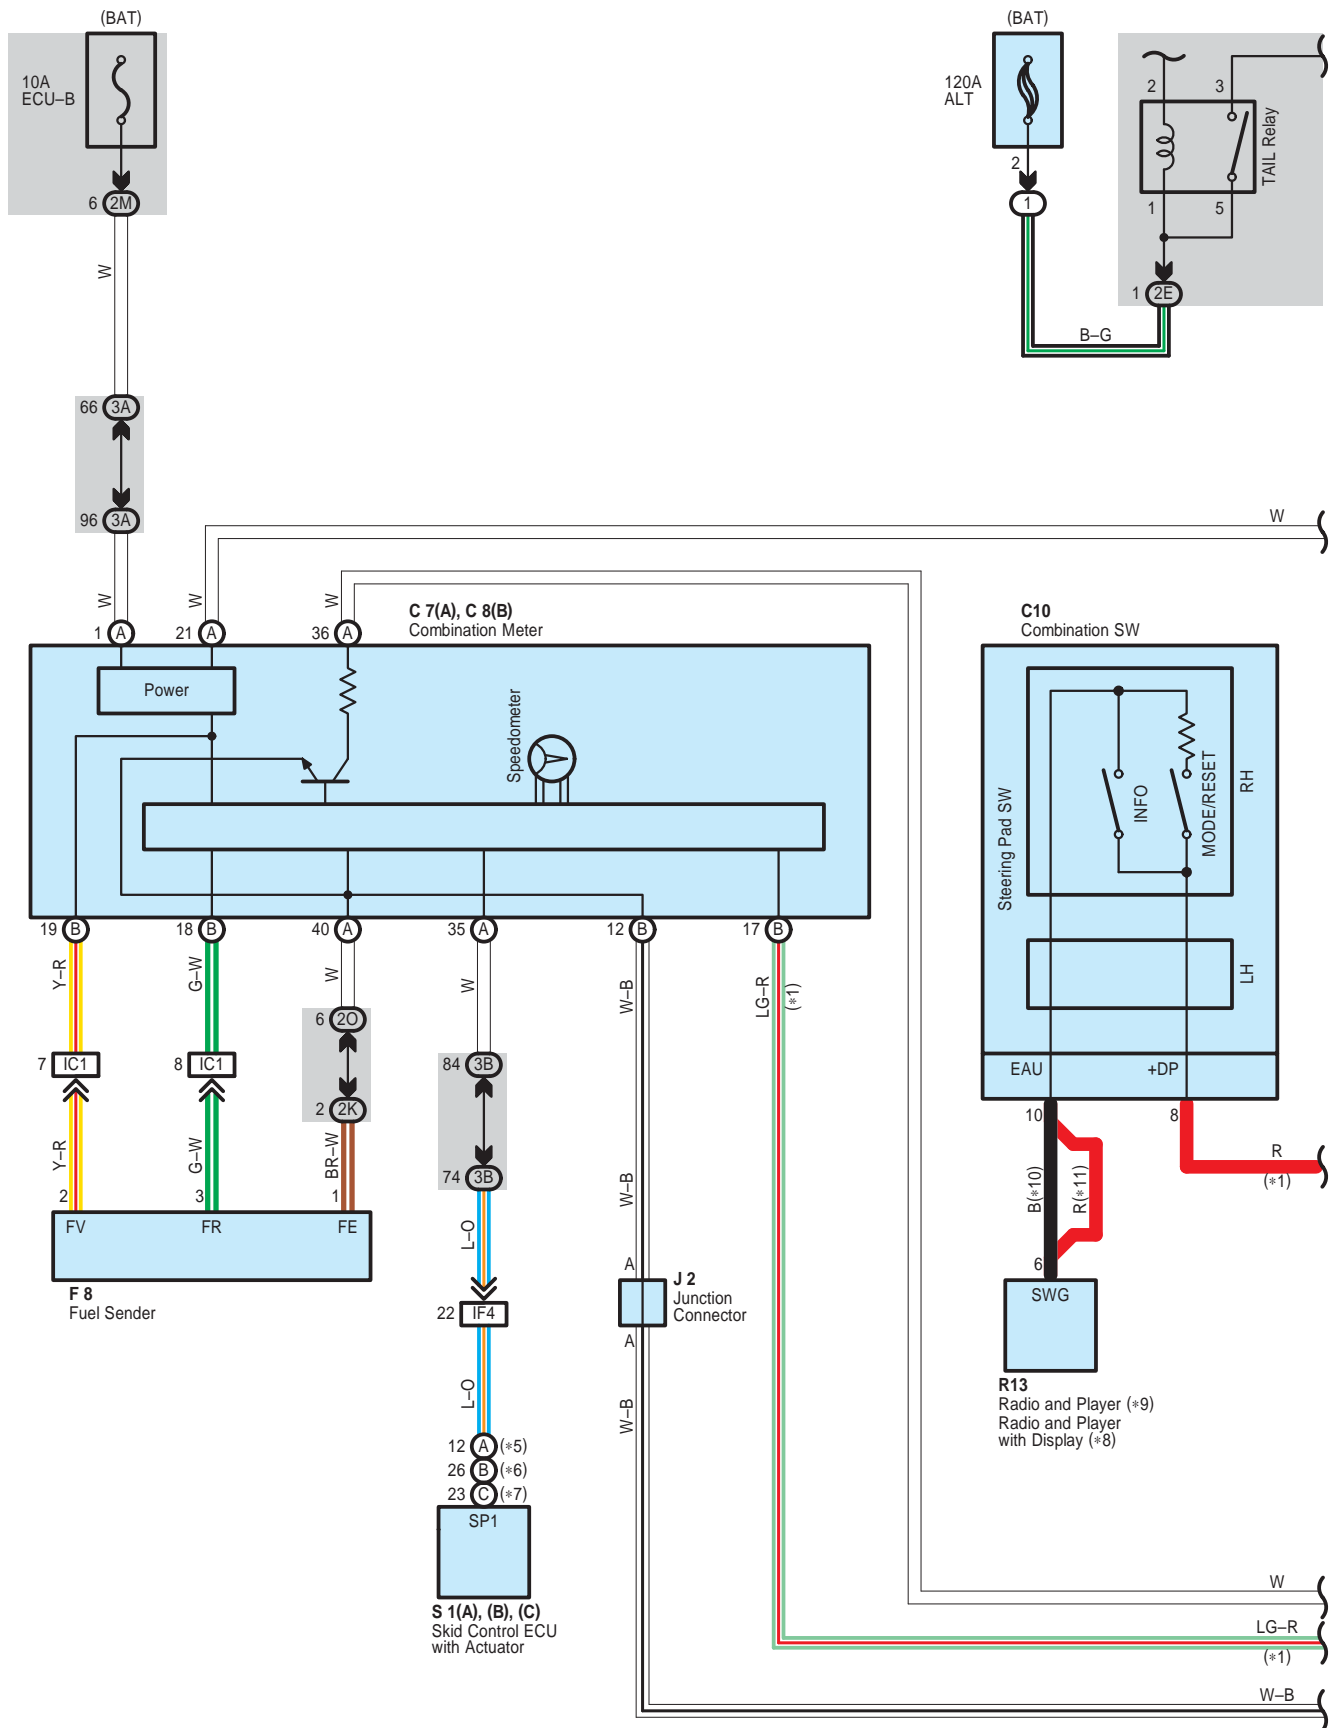 (BAT)
10A
ECU–B
6 2M
W
66 3A
96 3A
W
W
W
(BAT)
120A
ALT
2
1
2
3
TAIL Relay
1
5
1 2E
B–G
W
1 A
21 A
36 A
C 7(A), C 8(B)
Combination Meter
Power
Speedometer
19 B
18 B
40 A
35 A
12 B
17 B
C10
Combination SW
Steering Pad SW
INFO
MODE/RESET
RH
LH
EAU
+DP
10
8
B(*10)
R(*11)
R
(*1)
6
SWG
R13
Radio and Player (*9)
Radio and Player
with Display (*8)
Y–R
G–W
W
W
W–B
LG–R
(*1)
7 IC1
8 IC1
6 2O
2 2K
84 3B
74 3B
Y–R
G–W
BR–W
L–O
W–B
2
3
1
FV
FR
FE
F 8
Fuel Sender
22 IF4
L–O
A
J 2
Junction
Connector
A
W–B
12 A (*5)
26 B (*6)
23 C (*7)
SP1
S 1(A), (B), (C)
Skid Control ECU
with Actuator
W
LG–R
(*1)
W–B